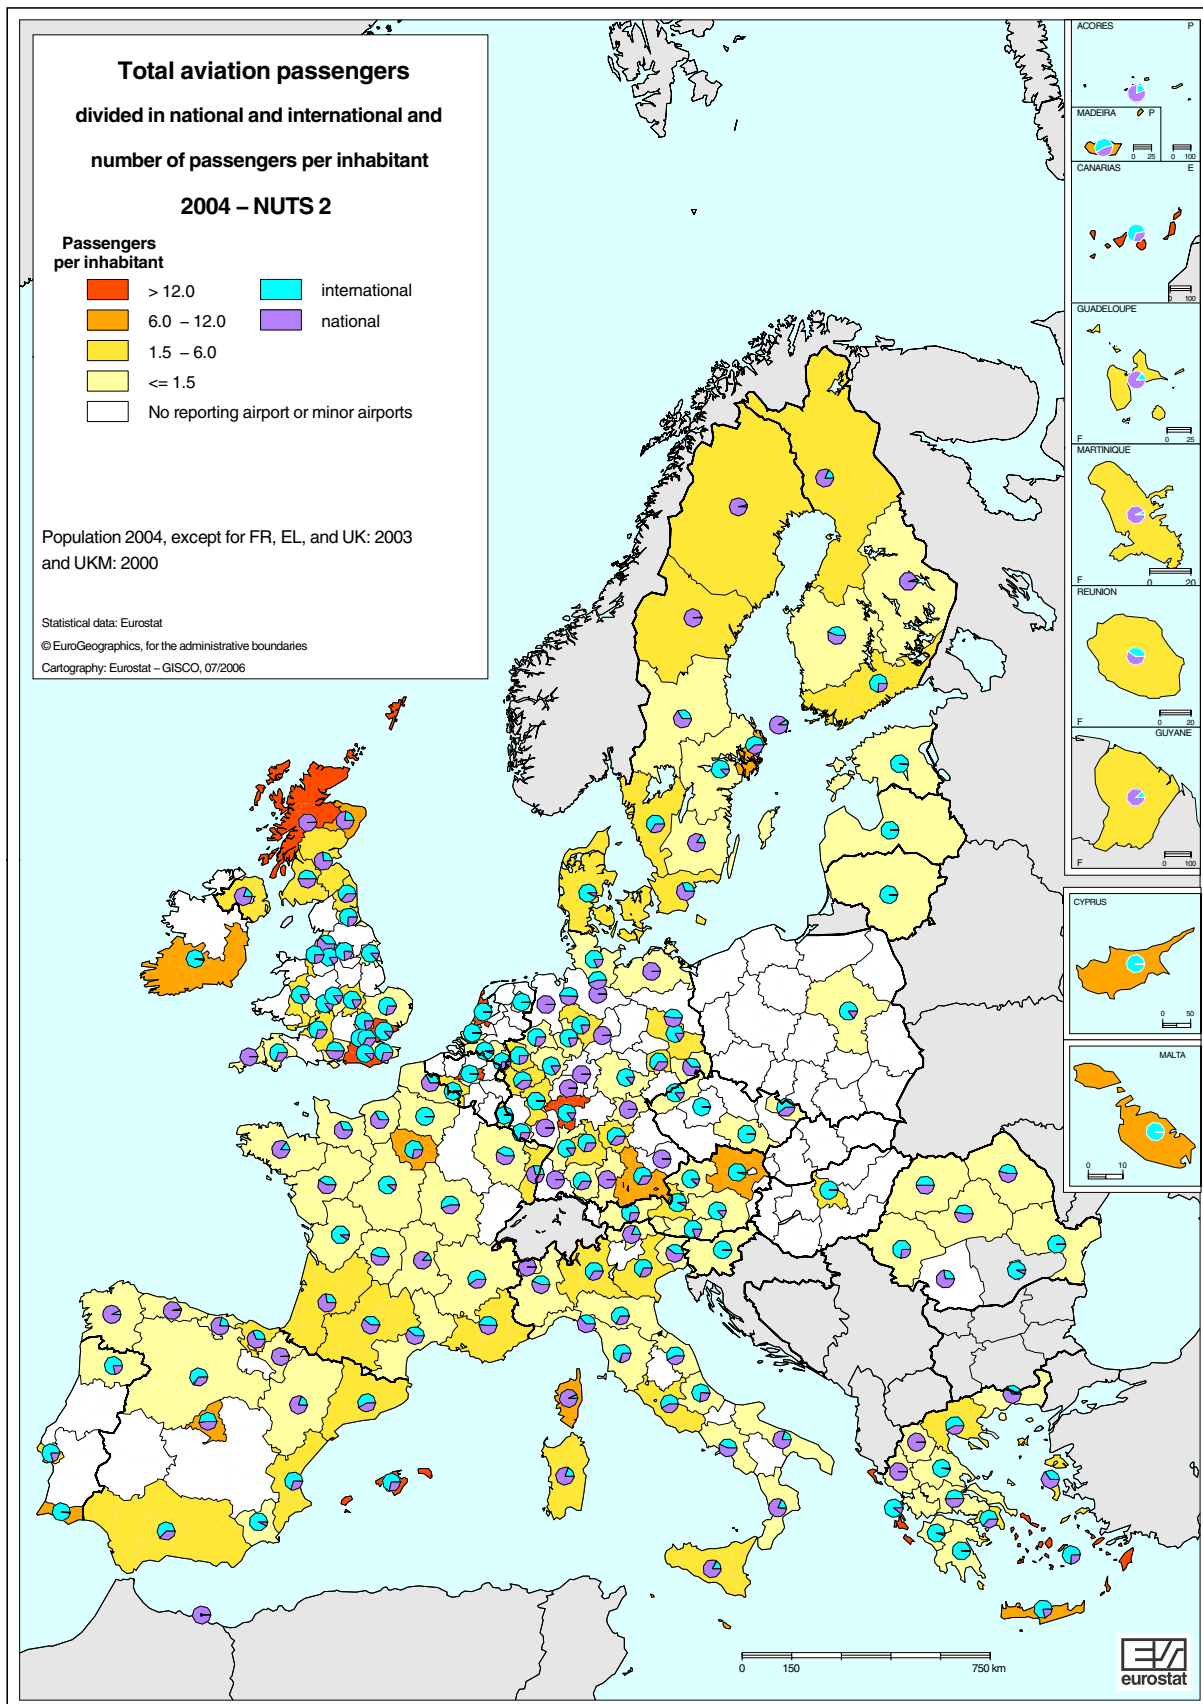 Total aviation passengers
divided in national and international and
number of passengers per inhabitant
2004 – NUTS 2
Passengers
per inhabitant
> 12.0
international
6.0 – 12.0
national
1.5 – 6.0
<= 1.5
No reporting airport or minor airports
Population 2004, except for FR, EL, and UK: 2003
and UKM: 2000
Statistical data: Eurostat
© EuroGeographics, for the administrative boundaries
Cartography: Eurostat – GISCO, 07/2006
ACORES P
MADEIRA P
0 25
0 100
CANARIAS E
0 100
GUADELOUPE
F 0 25
MARTINIQUE
F 0 20
REUNION
F 0 20
GUYANE
F 0 100
CYPRUS
0 50
MALTA
0 10
0 150 750 km
eurostat